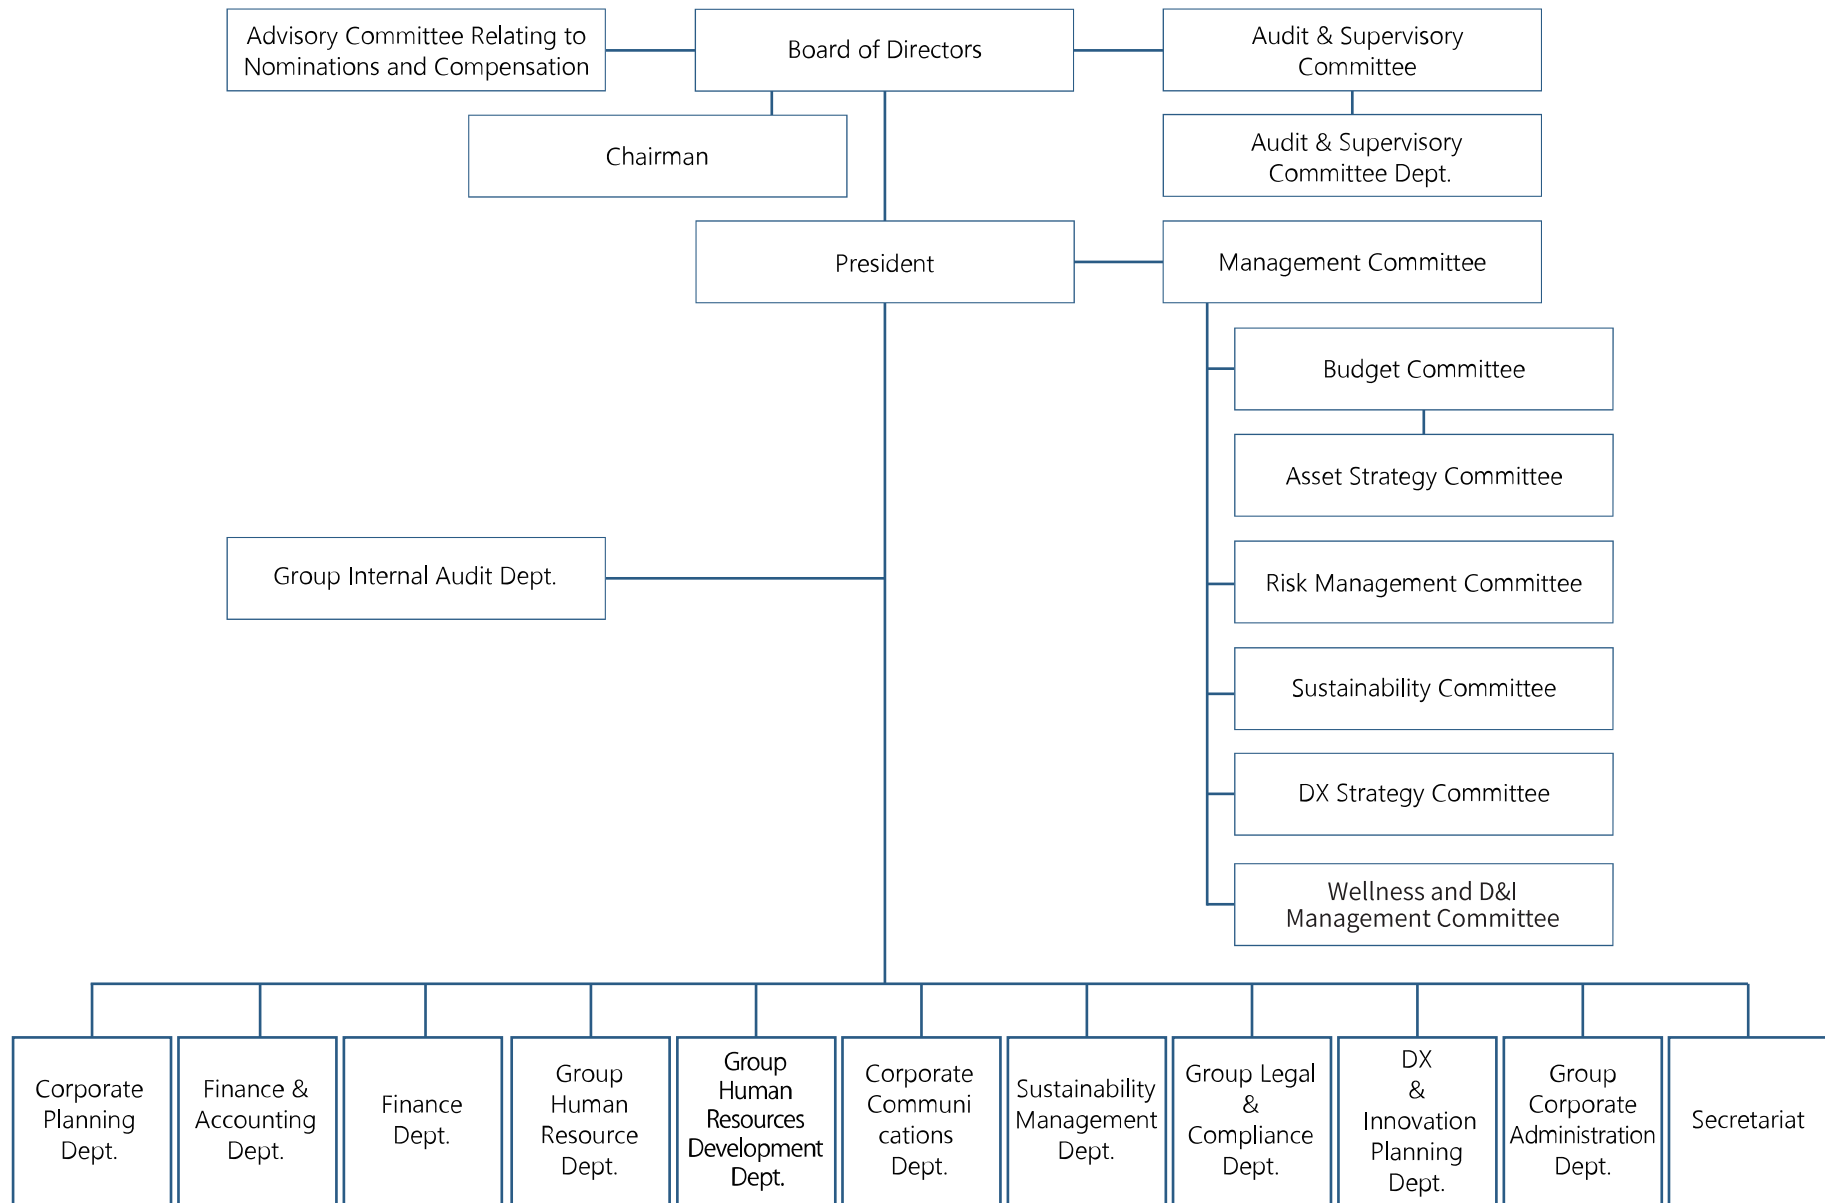 Advisory Committee Relating to
Nominations and Compensation
Board of Directors
Audit & Supervisory
Committee
Chairman
Audit & Supervisory
Committee Dept.
President
Management Committee
Budget Committee
Asset Strategy Committee
Group Internal Audit Dept.
Risk Management Committee
Sustainability Committee
DX Strategy Committee
Wellness and D&I
Management Committee
Corporate
Planning
Dept.
Finance &
Accounting
Dept.
Finance
Dept.
Group
Human
Resource
Dept.
Group
Human
Resources
Development
Dept.
Corporate
Communi
cations
Dept.
Sustainability
Management
Dept.
Group Legal
&
Compliance
Dept.
DX
&
Innovation
Planning
Dept.
Group
Corporate
Administration
Dept.
Secretariat